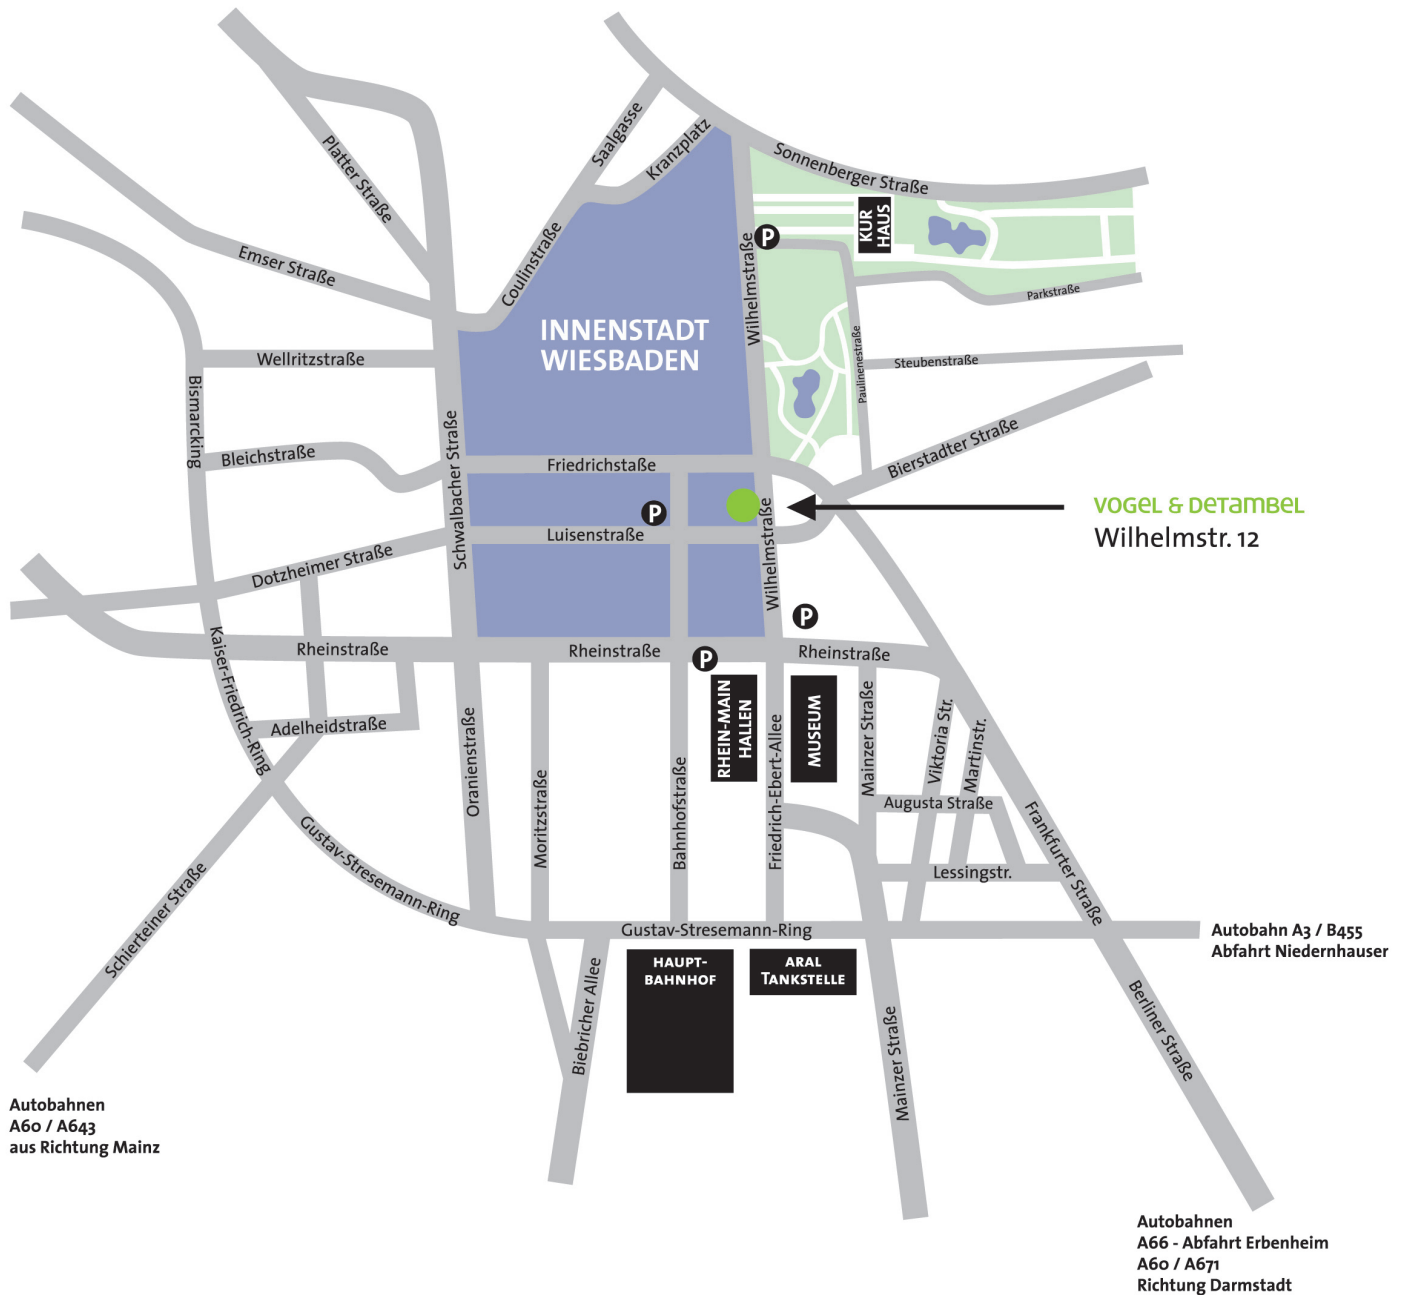 Platter Straße
Saalgasse
Kranzplatz
Sonnenberger Straße
KUR
HAUS
P
Wilhelmstraße
Emser Straße
Coulinstraße
Parkstraße
INNENSTADT
WIESBADEN
Wellritzstraße
Steubenstraße
Paulinenestraße
Bismarcking
Schwalbacher Straße
Bleichstraße
Friedrichstaße
Bierstadter Straße
P
VOGEL & DETAMBEL
Wilhelmstr. 12
Luisenstraße
Wilhelmstraße
Dotzheimer Straße
P
Kaiser-Friedrich-Ring
Rheinstraße
Rheinstraße
P
Rheinstraße
RHEIN-MAIN
HALLEN
MUSEUM
Mainzer Straße
Viktoria Str.
Martinstr.
Adelheidstraße
Oranienstraße
Moritzstraße
Bahnhofstraße
Friedrich-Ebert-Allee
Augusta Straße
Frankfurter Straße
Gustav-Stresemann-Ring
Lessingstr.
Schierteiner Straße
Gustav-Stresemann-Ring
Autobahn A3 / B455
Abfahrt Niedernhauser
HAUPT-
BAHNHOF
ARAL
TANKSTELLE
Biebricher Allee
Mainzer Straße
Berliner Straße
Autobahnen
A60 / A643
aus Richtung Mainz
Autobahnen
A66 - Abfahrt Erbenheim
A60 / A671
Richtung Darmstadt